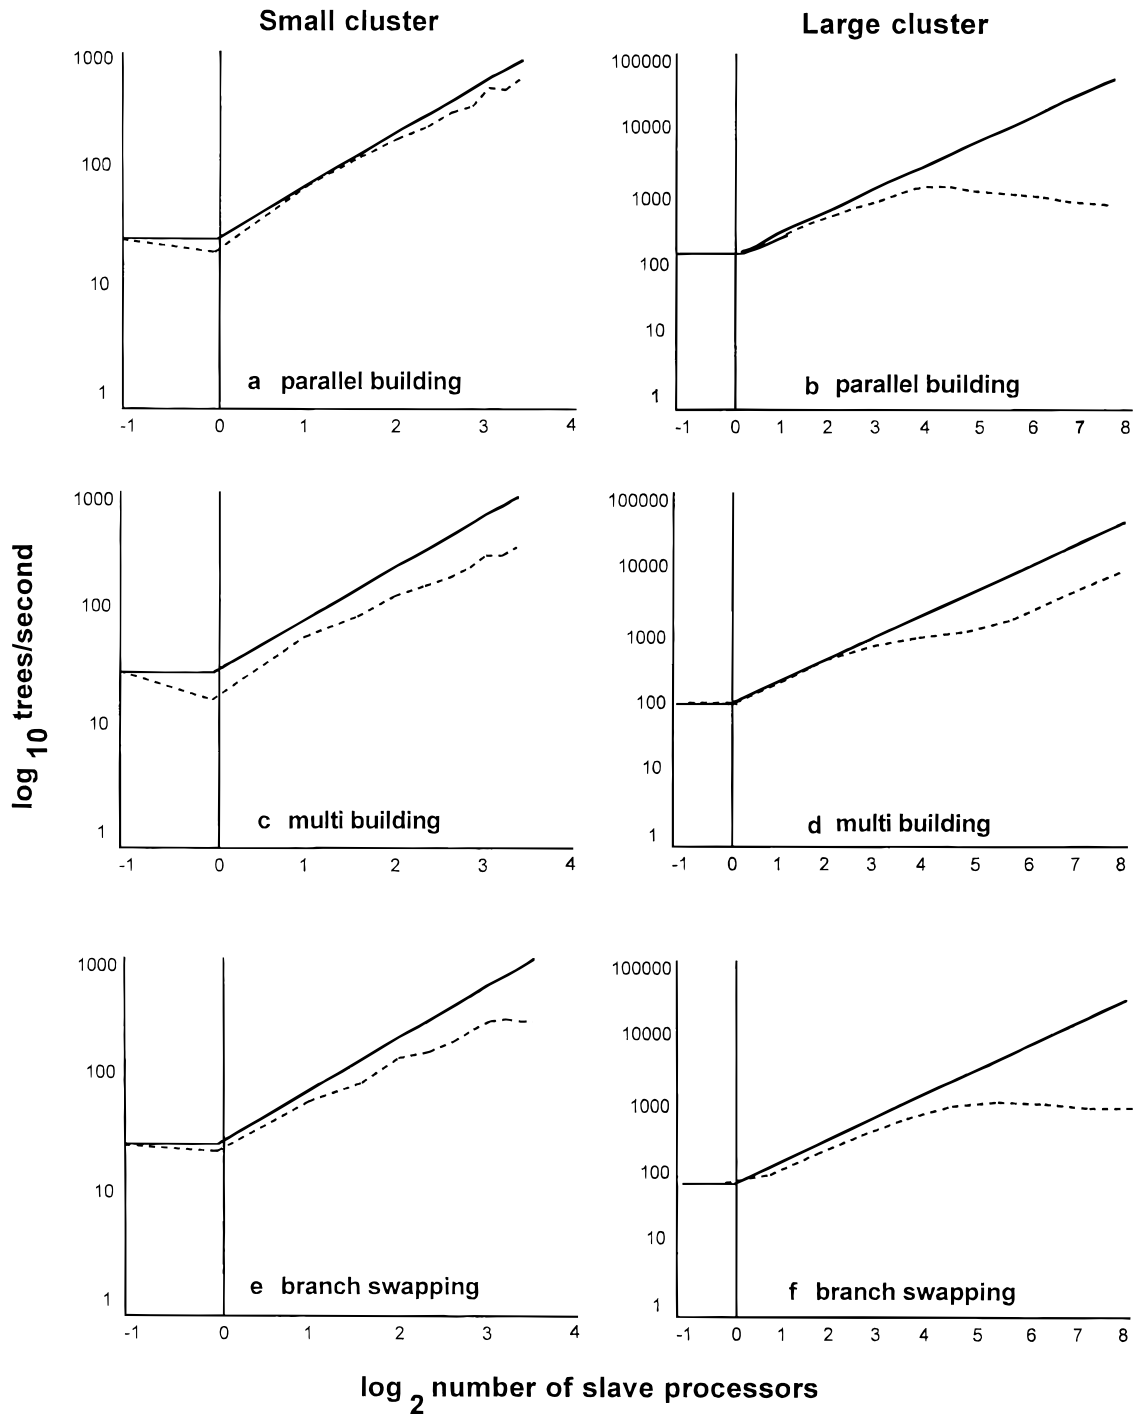 Small cluster
Large cluster
1000
100
10
1
a parallel building
-1 0 1 2 3 4
100000
10000
1000
100
10
1
b parallel building
-1 0 1 2 3 4 5 6 7 8
log 10 trees/second
1000
100
10
1
c multi building
-1 0 1 2 3 4
100000
10000
1000
100
10
1
d multi building
-1 0 1 2 3 4 5 6 7 8
1000
100
10
1
e branch swapping
-1 0 1 2 3 4
100000
10000
1000
100
10
1
f branch swapping
-1 0 1 2 3 4 5 6 7 8
log 2 number of slave processors